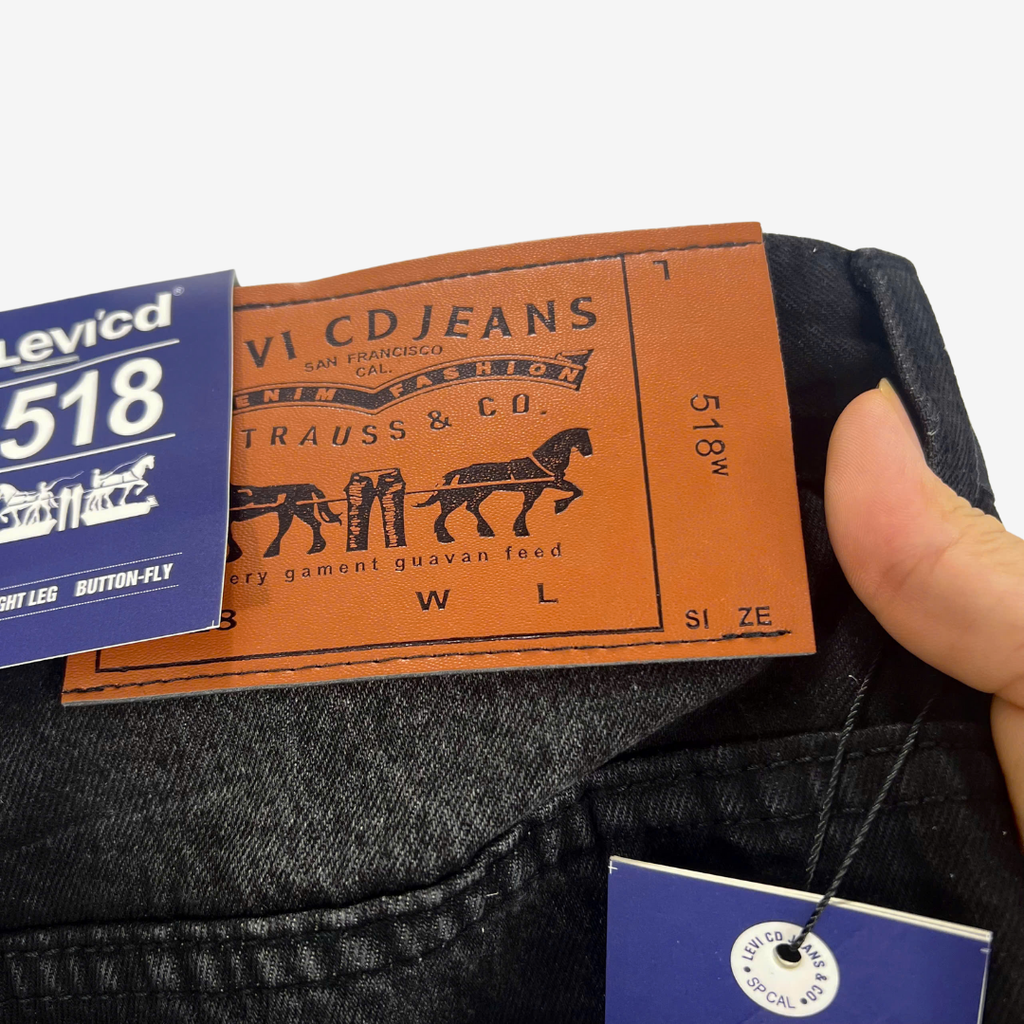 Levi'cd®
518
GHT LEG BUTTON-FLY
VI CD JEANS
SAN FRANCISCO
CAL.
ENIM FASHION
TRAUSS & CO.
ery gament guavan feed
8 W L
L
518W
SI ZE
LEVI CD JEANS & CO
SP CAL